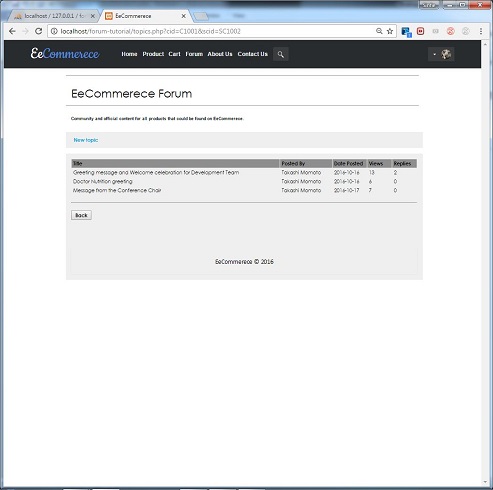 localhost / 127.0.0.1 / fo
EeCommerece
localhost/forum-tutorial/topics.php?cid=C1001&scid=SC1002
EeCommerece
Home Product Cart Forum About Us Contact Us
EeCommerece Forum
Community and official content for all products that could be found on EeCommerece.
New topic
Title Posted By Date Posted Views Replies
Greeting message and Welcome celebration for Development Team Takashi Momoto 2016-10-16 13 2
Doctor Nutrition greeting Takashi Momoto 2016-10-16 6 0
Message from the Conference Chair Takashi Momoto 2016-10-17 7 0
Back
EeCommerece © 2016